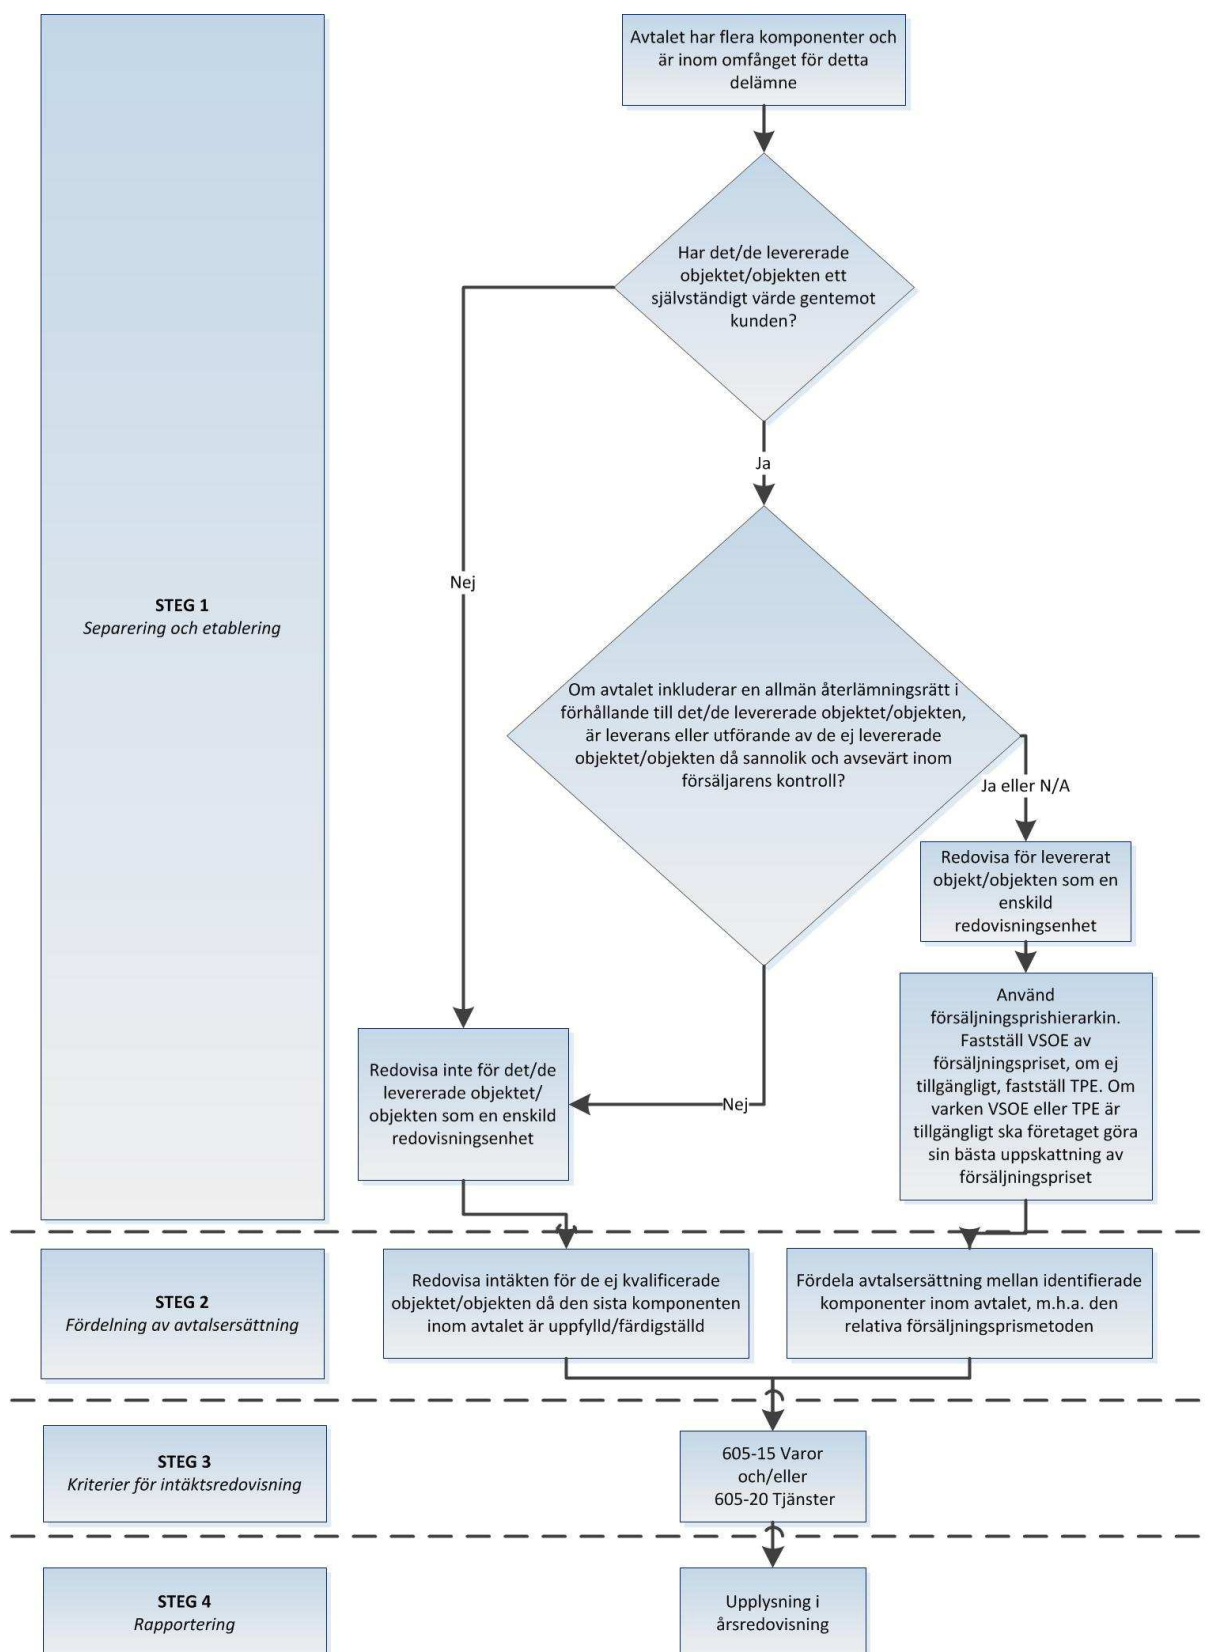 Avtalet har flera komponenter och
är inom omfånget för detta
delämne
Har det/de levererade
objektet/objekten ett
självständigt värde gentemot
kunden?
Ja
Nej
STEG 1
Separering och etablering
Om avtalet inkluderar en allmän återlämningsrätt i
förhållande till det/de levererade objektet/objekten,
är leverans eller utförande av de ej levererade
objektet/objekten då sannolik och avsevärt inom
försäljarens kontroll?
Ja eller N/A
Redovisa för levererat
objekt/objekten som en
enskild
redovisningsenhet
Använd
försäljningsprishierarkin.
Fastställ VSOE av
försäljningspriset, om ej
tillgängligt, fastställ TPE. Om
varken VSOE eller TPE är
tillgängligt ska företaget göra
sin bästa uppskattning av
försäljningspriset
Redovisa inte för det/de
levererade objektet/
objekten som en enskild
redovisningsenhet
Nej
STEG 2
Fördelning av avtalsersättning
Redovisa intäkten för de ej kvalificerade
objektet/objekten då den sista komponenten
inom avtalet är uppfylld/färdigställd
Fördela avtalsersättning mellan identifierade
komponenter inom avtalet, m.h.a. den
relativa försäljningsprismetoden
STEG 3
Kriterier för intäktsredovisning
605-15 Varor
och/eller
605-20 Tjänster
STEG 4
Rapportering
Upplysning i
årsredovisning